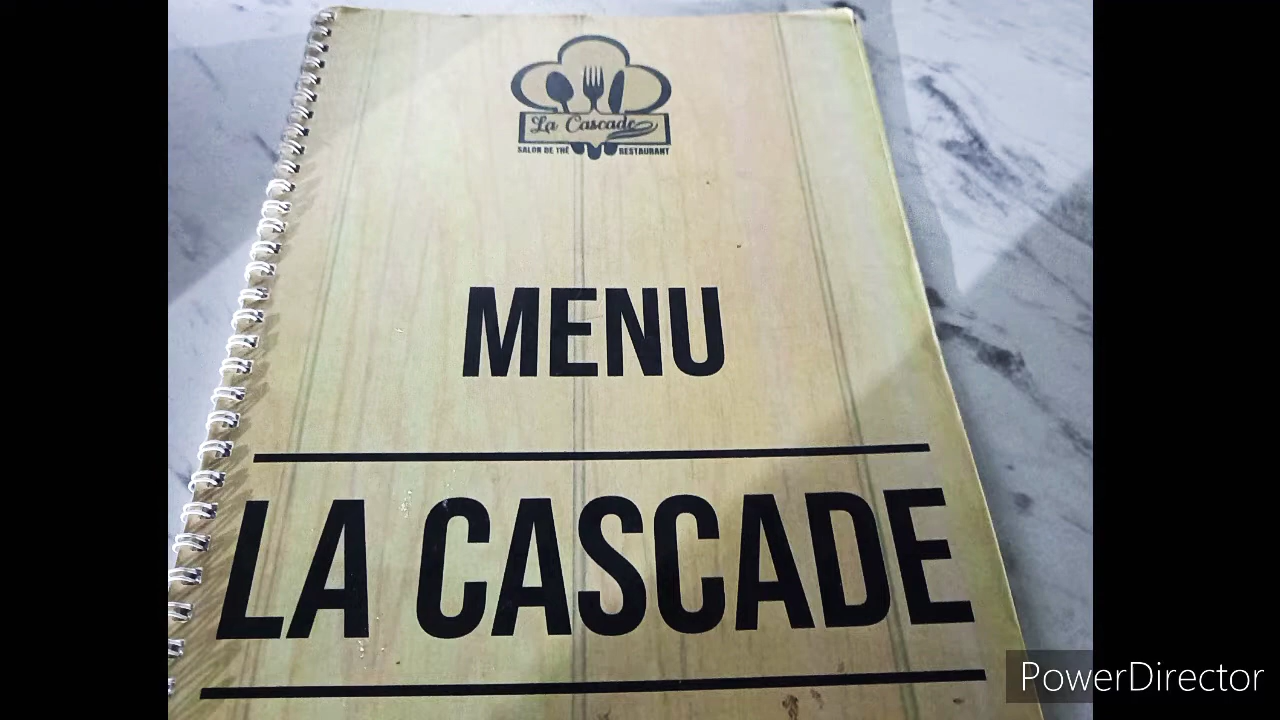 La Cascade
SALON DE THÉ RESTAURANT
MENU
LA CASCADE
PowerDirector